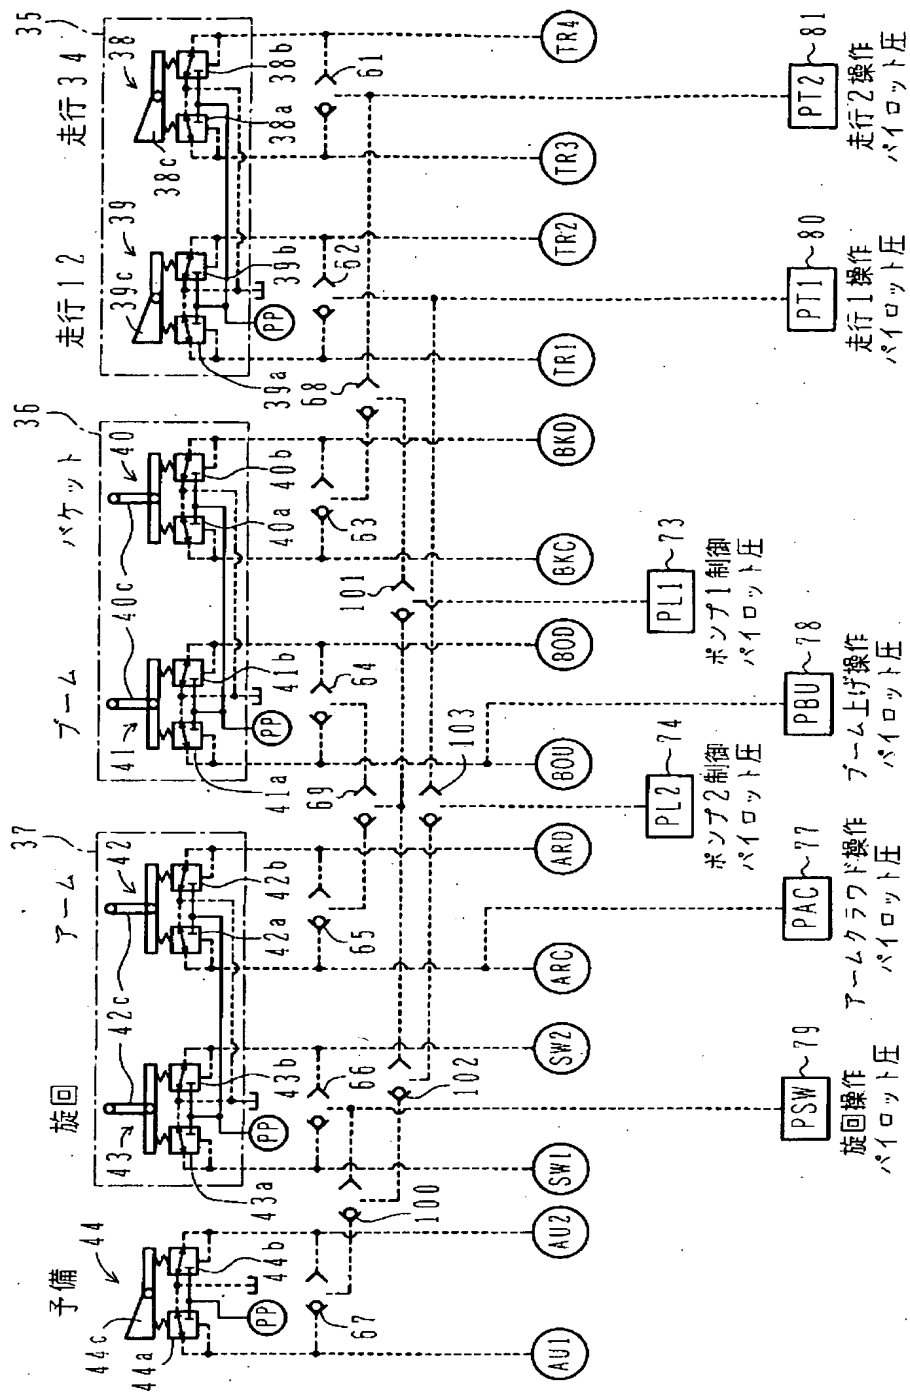 予備
旋回
アーム
ブーム
バケット
走行12
走行34
44
37
36
35
44c
44a
44b
PP
43
42c
42
43a
43b
42a
42b
PP
41
40c
40
41a
41b
40a
40b
PP
39c
39
38c
38
39a
39b
38a
38b
PP
67
66
65
64
63
62
61
100
69
68
102
103
101
AU1
AU2
SW1
SW2
ARC
ARD
BOU
BOD
BKC
BKD
TR1
TR2
TR3
TR4
PL2
74
ポンプ2制御
パイロット圧
PL1
73
ポンプ1制御
パイロット圧
PSW
79
旋回操作
パイロット圧
PAC
77
アームクラウド操作
パイロット圧
PBU
78
ブーム上げ操作
パイロット圧
PT1
80
走行1操作
パイロット圧
PT2
81
走行2操作
パイロット圧